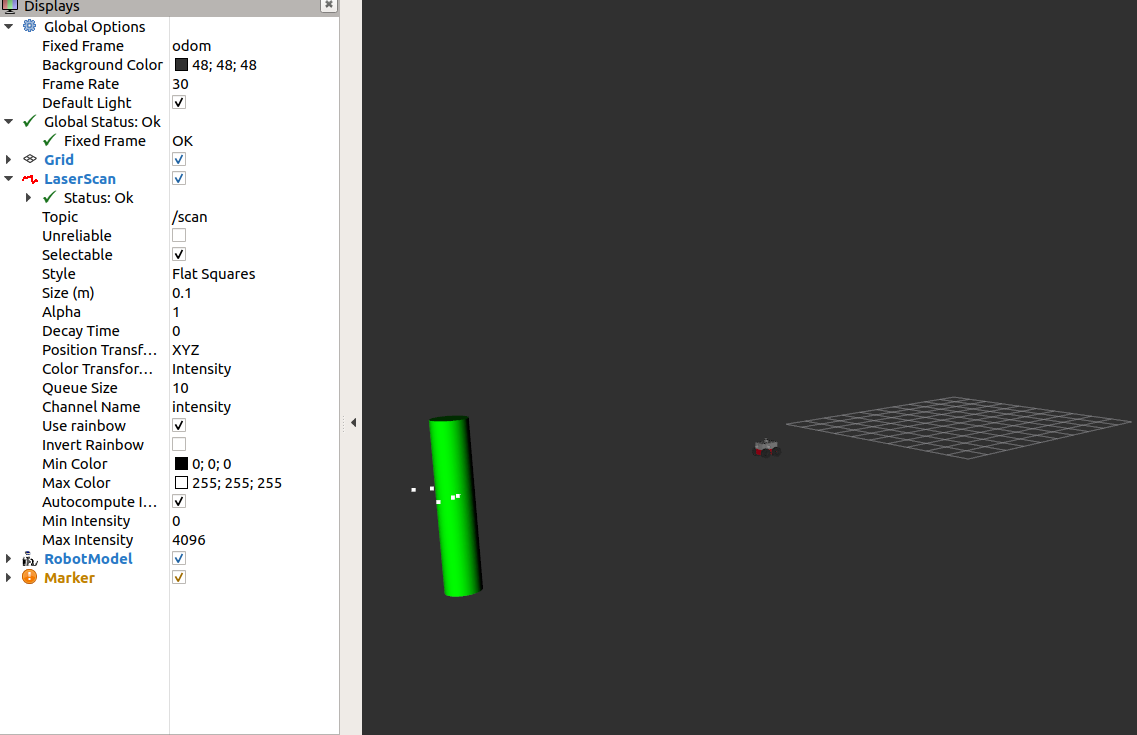 Displays
Global Options
Fixed Frame odom
Background Color 48; 48; 48
Frame Rate 30
Default Light
Global Status: Ok
Fixed Frame OK
Grid
LaserScan
Status: Ok
Topic /scan
Unreliable
Selectable
Style Flat Squares
Size (m) 0.1
Alpha 1
Decay Time 0
Position Transf… XYZ
Color Transfor… Intensity
Queue Size 10
Channel Name intensity
Use rainbow
Invert Rainbow
Min Color 0; 0; 0
Max Color 255; 255; 255
Autocompute I…
Min Intensity 0
Max Intensity 4096
RobotModel
Marker